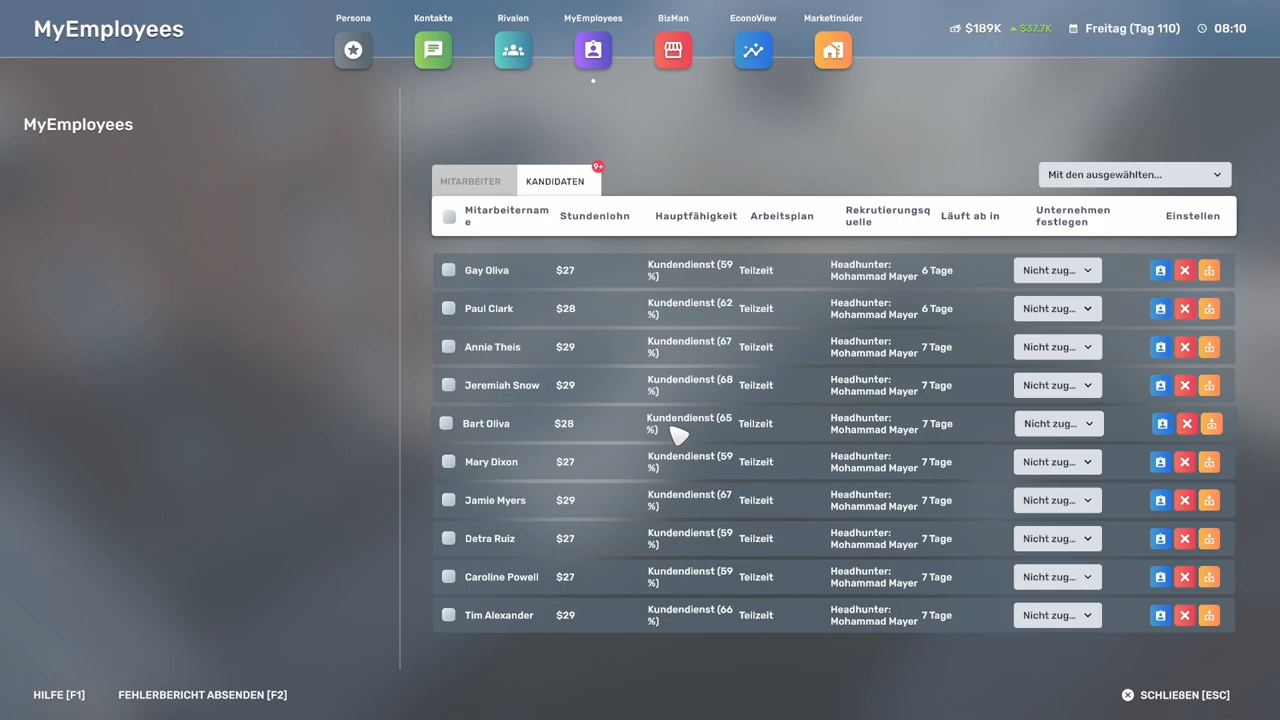 MyEmployees
Persona
Kontakte
Rivalen
MyEmployees
BizMan
EconoView
MarketInsider
$189K
$37.7K
Freitag (Tag 110)
08:10
MyEmployees
MITARBEITER
KANDIDATEN
9+
Mit den ausgewählten...
Mitarbeiternam
e
Stundenlohn
Hauptfähigkeit
Arbeitsplan
Rekrutierungsq
uelle
Läuft ab in
Unternehmen
festlegen
Einstellen
Gay Oliva
$27
Kundendienst (59
%)
Teilzeit
Headhunter:
Mohammad Mayer
6 Tage
Nicht zug...
Paul Clark
$28
Kundendienst (62
%)
Teilzeit
Headhunter:
Mohammad Mayer
6 Tage
Nicht zug...
Annie Theis
$29
Kundendienst (67
%)
Teilzeit
Headhunter:
Mohammad Mayer
7 Tage
Nicht zug...
Jeremiah Snow
$29
Kundendienst (68
%)
Teilzeit
Headhunter:
Mohammad Mayer
7 Tage
Nicht zug...
Bart Oliva
$28
Kundendienst (65
%)
Teilzeit
Headhunter:
Mohammad Mayer
7 Tage
Nicht zug...
Mary Dixon
$27
Kundendienst (59
%)
Teilzeit
Headhunter:
Mohammad Mayer
7 Tage
Nicht zug...
Jamie Myers
$29
Kundendienst (67
%)
Teilzeit
Headhunter:
Mohammad Mayer
7 Tage
Nicht zug...
Detra Ruiz
$27
Kundendienst (59
%)
Teilzeit
Headhunter:
Mohammad Mayer
7 Tage
Nicht zug...
Caroline Powell
$27
Kundendienst (59
%)
Teilzeit
Headhunter:
Mohammad Mayer
7 Tage
Nicht zug...
Tim Alexander
$29
Kundendienst (66
%)
Teilzeit
Headhunter:
Mohammad Mayer
7 Tage
Nicht zug...
HILFE [F1]
FEHLERBERICHT ABSENDEN [F2]
SCHLIEßEN [ESC]